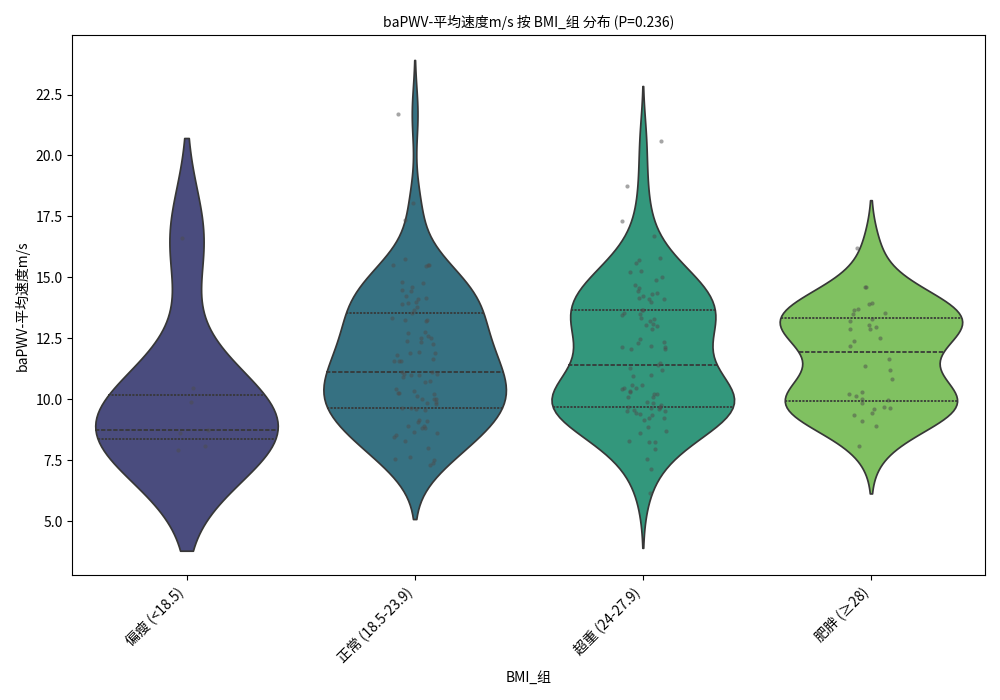 baPWV-平均速度m/s 按 BMI_组 分布 (P=0.236)
baPWV-平均速度m/s
22.5
20.0
17.5
15.0
12.5
10.0
7.5
5.0
偏瘦 (<18.5)
正常 (18.5-23.9)
超重 (24-27.9)
肥胖 (≥28)
BMI_组